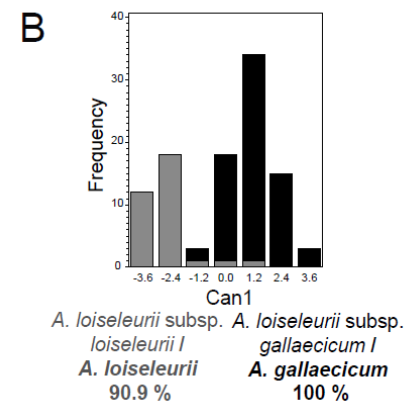 B
40
30
20
10
0
Frequency
-3.6 -2.4 -1.2 0.0 1.2 2.4 3.6
Can1
A. loiseleurii subsp. A. loiseleurii subsp.
loiseleurii I gallaecicum I
A. loiseleurii A. gallaecicum
90.9 % 100 %